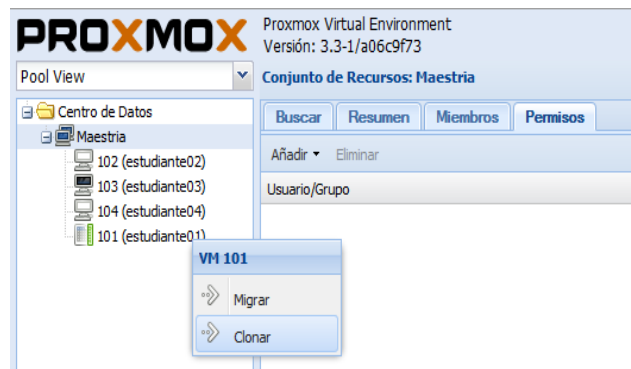 PROXMOX
Proxmox Virtual Environment
Versión: 3.3-1/a06c9f73
Pool View
Conjunto de Recursos: Maestria
Centro de Datos
Maestria
102 (estudiante02)
103 (estudiante03)
104 (estudiante04)
101 (estudiante01)
Buscar Resumen Miembros Permisos
Añadir Eliminar
Usuario/Grupo
VM 101
Migrar
Clonar